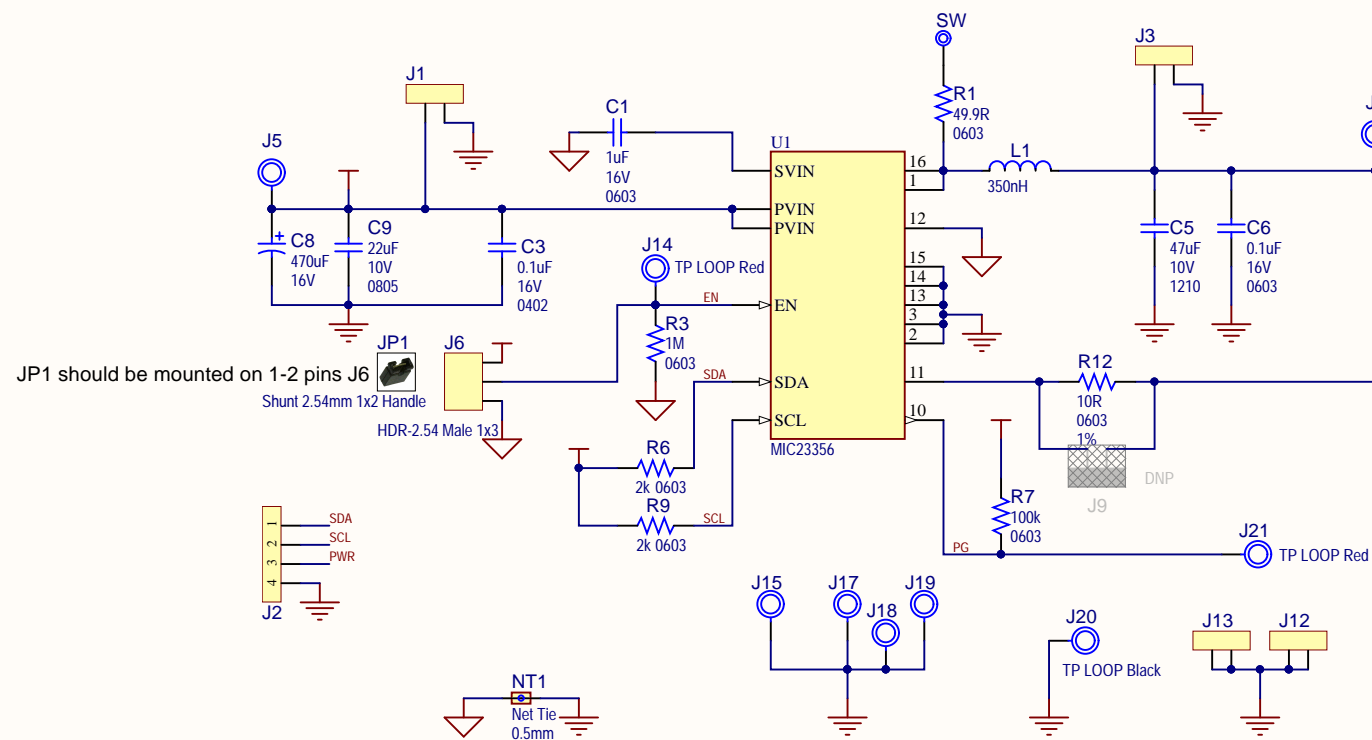 SW
J3
J1
R1
49.9R
0603
C1
1uF
16V
0603
U1
J5
SVIN
16
1
L1
350nH
PVIN
PVIN
12
C8
470uF
16V
C9
22uF
10V
0805
C3
0.1uF
16V
0402
J14
TP LOOP Red
C5
47uF
10V
1210
C6
0.1uF
16V
0603
15
14
13
3
2
EN
EN
R3
1M
0603
JP1
J6
JP1 should be mounted on 1-2 pins J6
Shunt 2.54mm 1x2 Handle
HDR-2.54 Male 1x3
SDA
SDA
11
R12
10R
0603
1%
SCL
10
MIC23356
R6
2k 0603
DNP
J9
R9
2k 0603
SCL
R7
100k
0603
1
SDA
2
SCL
3
PWR
4
J2
PG
J21
TP LOOP Red
J15
J17
J18
J19
J20
TP LOOP Black
J13
J12
NT1
Net Tie
0.5mm